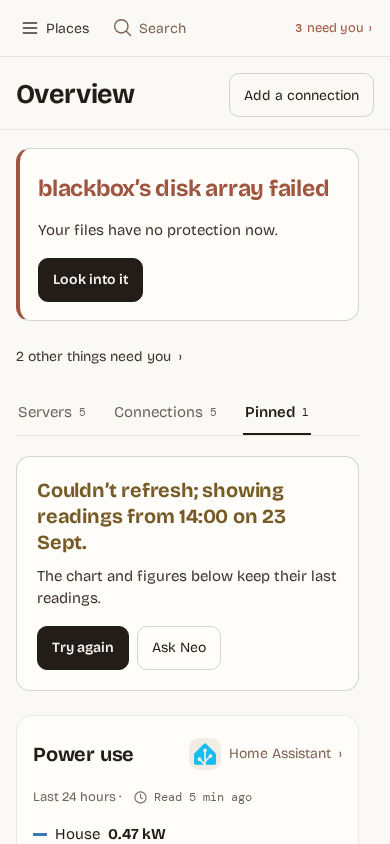 Places
Search
3 need you ›
Overview
Add a connection
blackbox's disk array failed
Your files have no protection now.
Look into it
2 other things need you ›
Servers 5
Connections 5
Pinned 1
Couldn't refresh; showing
readings from 14:00 on 23
Sept.
The chart and figures below keep their last
readings.
Try again
Ask Neo
Power use
Home Assistant ›
Last 24 hours ·
Read 5 min ago
House 0.47 kW